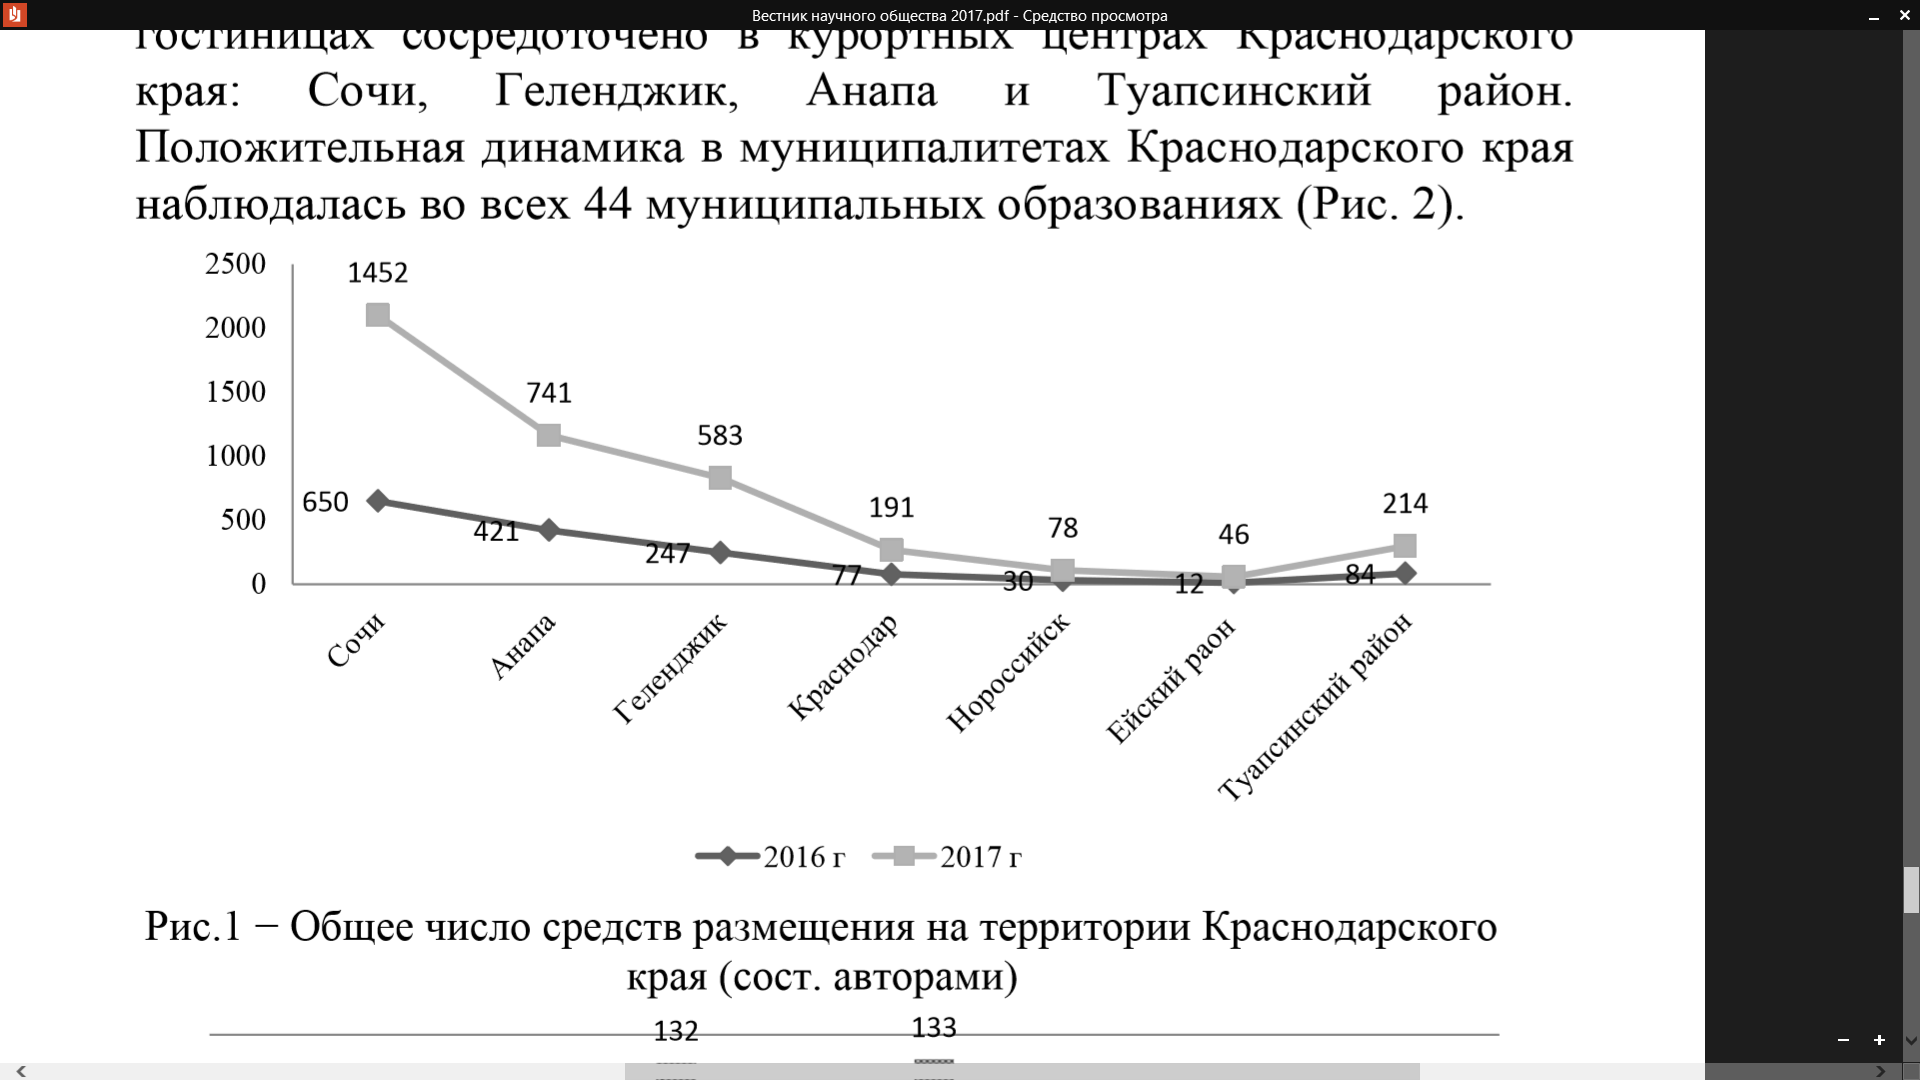 Вестник научного общества 2017.pdf - Средство просмотра
гостиницах сосредоточено в курортных центрах Краснодарского
края: Сочи, Геленджик, Анапа и Туапсинский район.
Положительная динамика в муниципалитетах Краснодарского края
наблюдалась во всех 44 муниципальных образованиях (Рис. 2).
2500
2000
1500
1000
500
0
1452
741
583
191
78
46
214
650
421
247
77
30
12
84
Сочи
Анапа
Геленджик
Краснодар
Нороссийск
Ейский раон
Туапсинский район
2016 г
2017 г
Рис.1 − Общее число средств размещения на территории Краснодарского
края (сост. авторами)
132
133